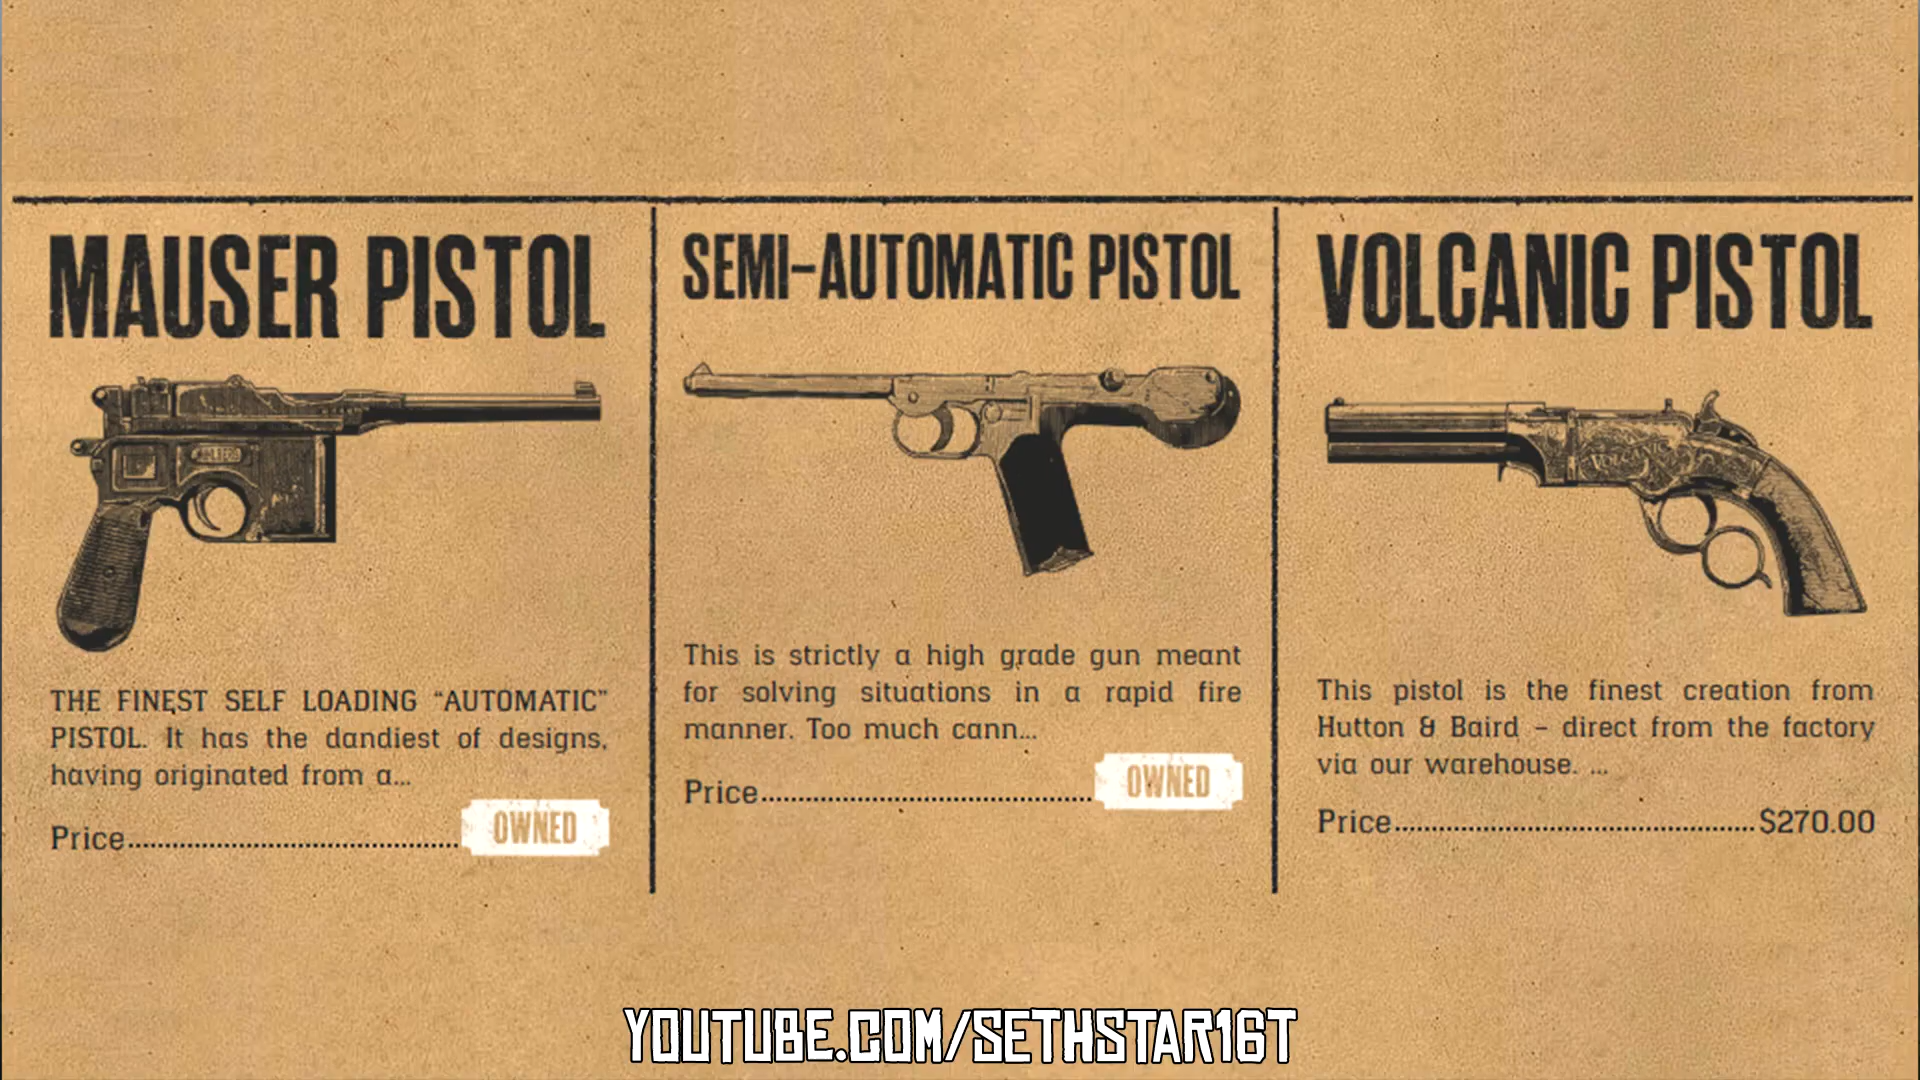 MAUSER PISTOL
THE FINEST SELF LOADING “AUTOMATIC”
PISTOL. It has the dandiest of designs,
having originated from a...
Price
OWNED
SEMI-AUTOMATIC PISTOL
This is strictly a high grade gun meant
for solving situations in a rapid fire
manner. Too much cann...
Price
OWNED
VOLCANIC PISTOL
VOLCANIC
This pistol is the finest creation from
Hutton & Baird – direct from the factory
via our warehouse. ...
Price $270.00
YOUTUBE.COM/SETHSTAR16T